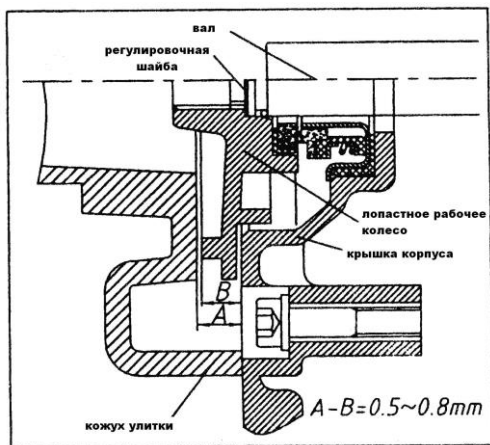 вал
регулировочная
шайба
лопастное рабочее
колесо
крышка корпуса
B
A
A-B=0.5~0.8mm
кожух улитки